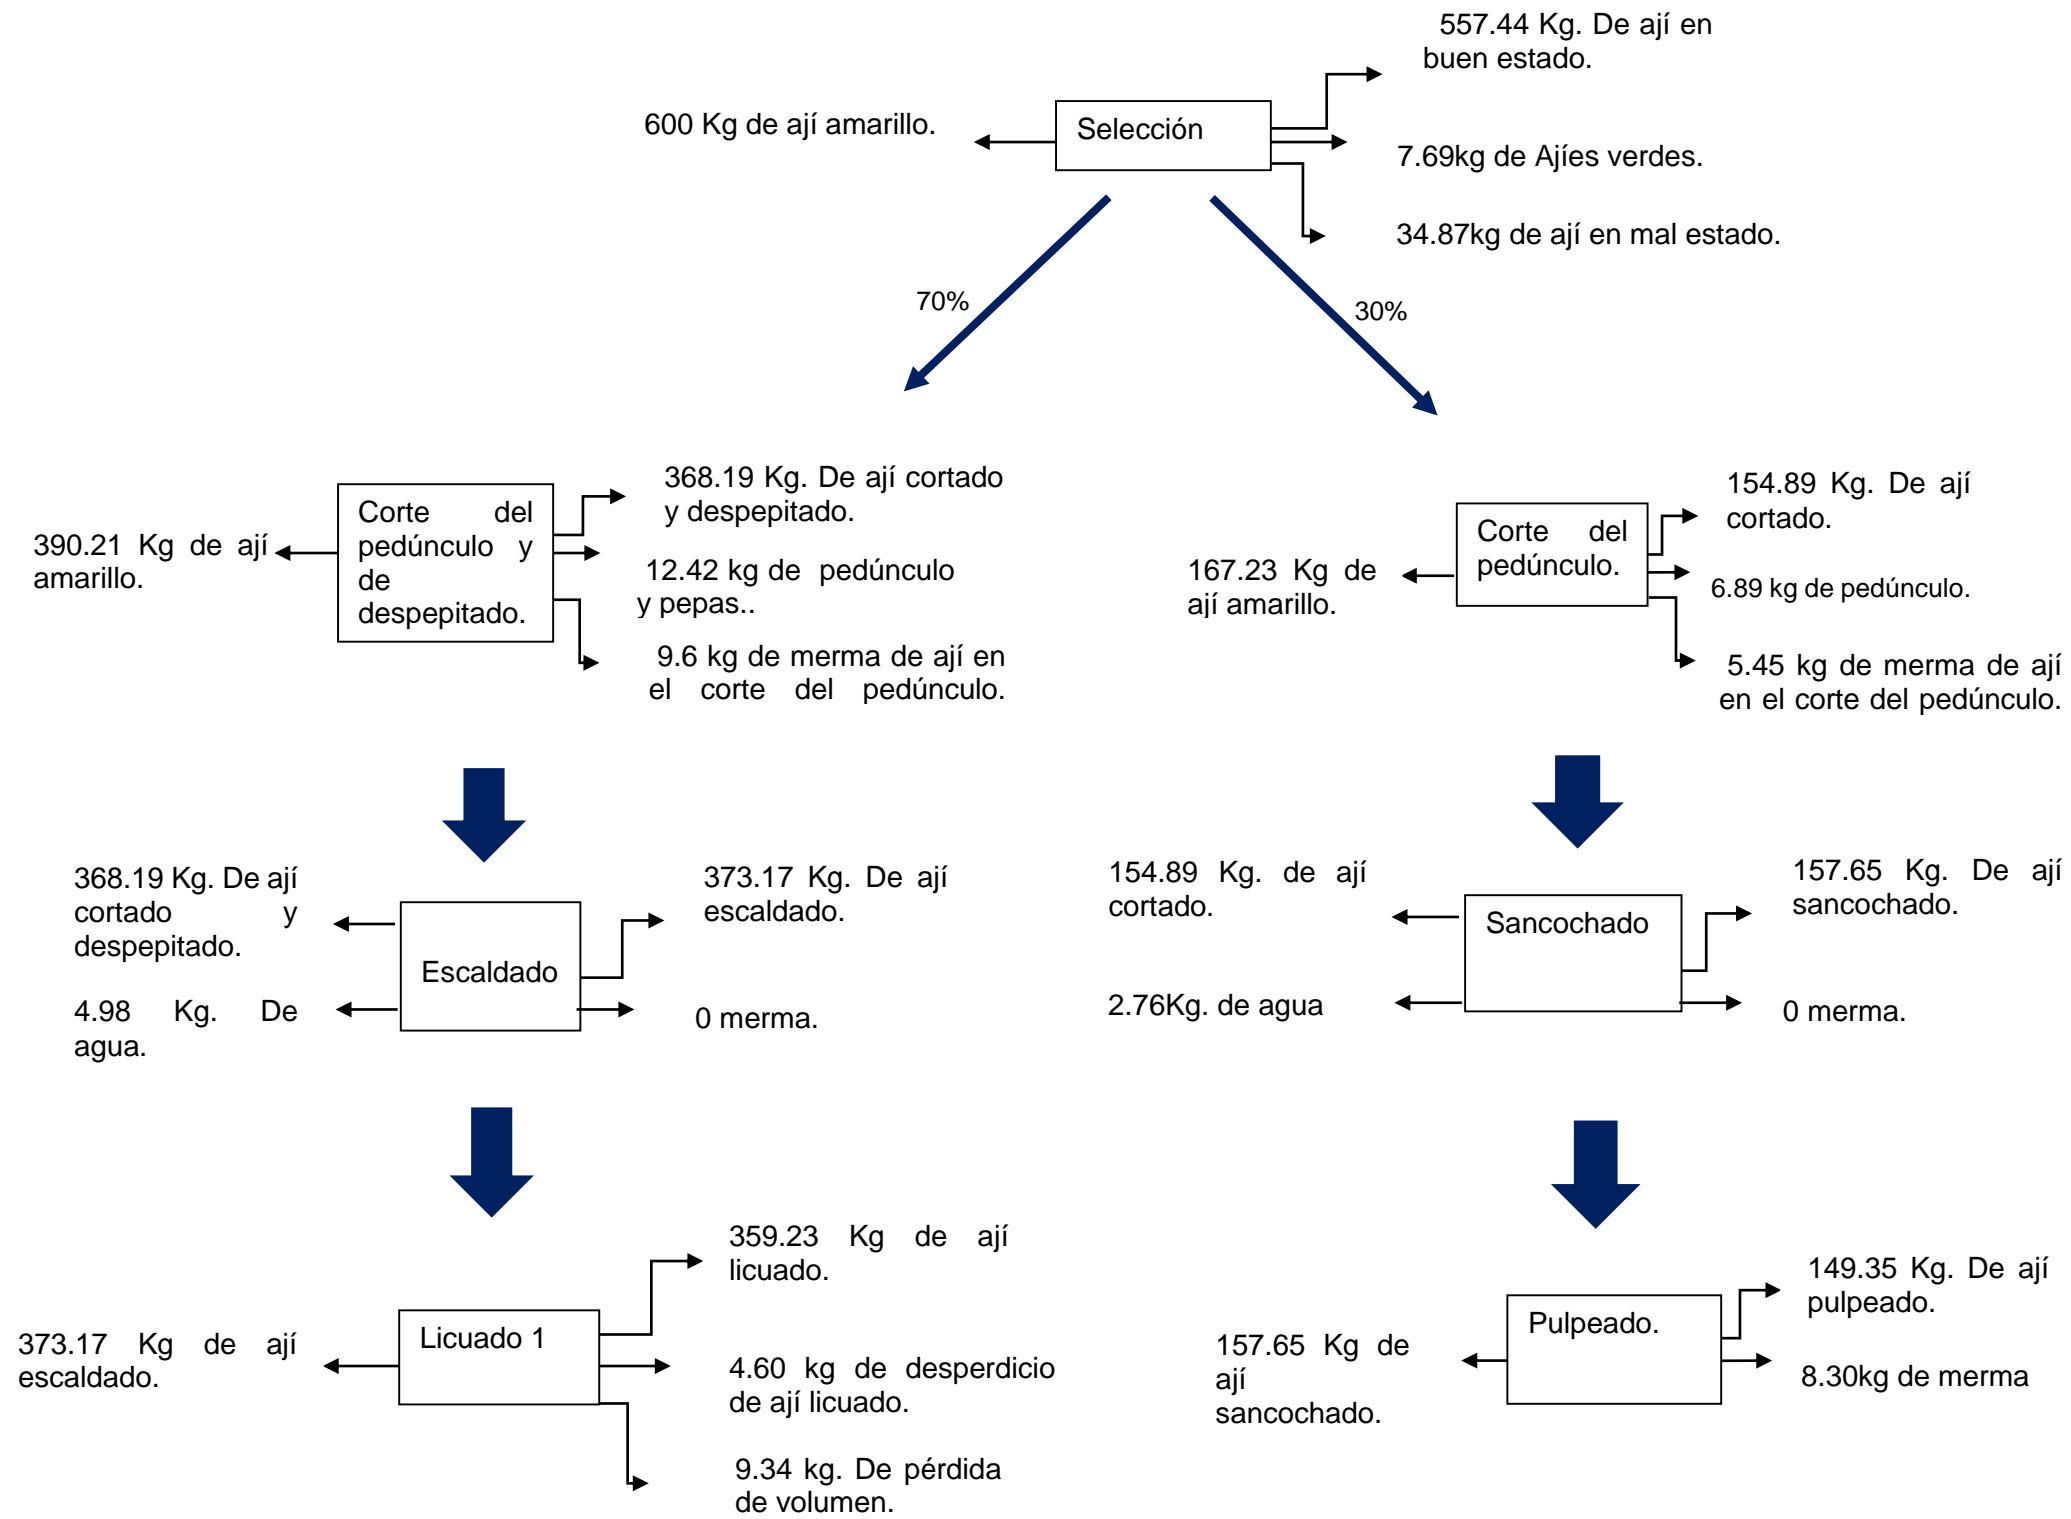 557.44 Kg. De ají en
buen estado.
600 Kg de ají amarillo.
Selección
7.69kg de Ajíes verdes.
34.87kg de ají en mal estado.
70%
30%
390.21 Kg de ají
amarillo.
Corte del
pedúnculo y
de
despepitado.
368.19 Kg. De ají cortado
y despepitado.
12.42 kg de pedúnculo
y pepas..
9.6 kg de merma de ají en
el corte del pedúnculo.
167.23 Kg de
ají amarillo.
Corte del
pedúnculo.
154.89 Kg. De ají
cortado.
6.89 kg de pedúnculo.
5.45 kg de merma de ají
en el corte del pedúnculo.
368.19 Kg. De ají
cortado y
despepitado.
4.98 Kg. De
agua.
Escaldado
373.17 Kg. De ají
escaldado.
0 merma.
154.89 Kg. de ají
cortado.
2.76Kg. de agua
Sancochado
157.65 Kg. De ají
sancochado.
0 merma.
373.17 Kg de ají
escaldado.
Licuado 1
359.23 Kg de ají
licuado.
4.60 kg de desperdicio
de ají licuado.
9.34 kg. De pérdida
de volumen.
157.65 Kg de
ají
sancochado.
Pulpeado.
149.35 Kg. De ají
pulpeado.
8.30kg de merma